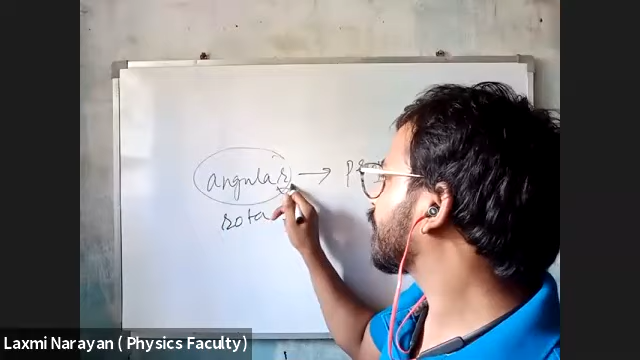 angular →
rota
Laxmi Narayan ( Physics Faculty)